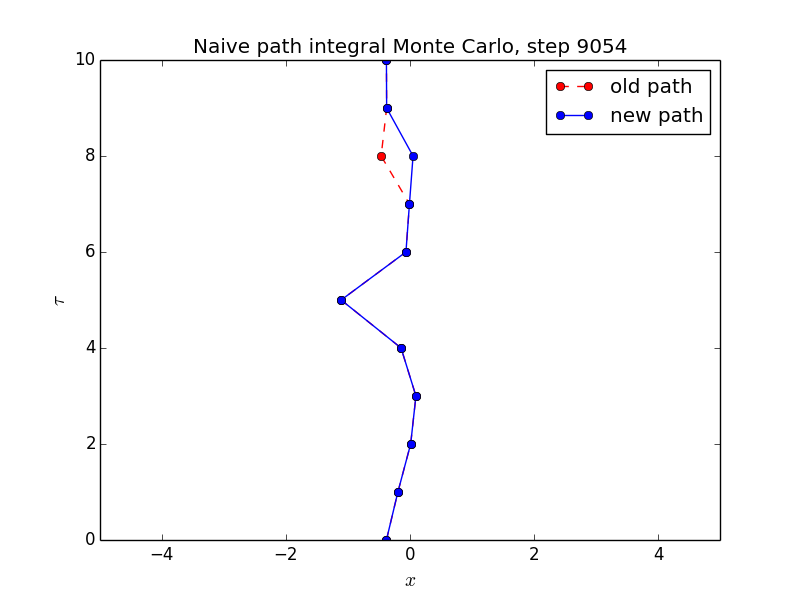 Naive path integral Monte Carlo, step 9054
10
old path
new path
8
6
τ
4
2
0
−4 −2 0 2 4
x